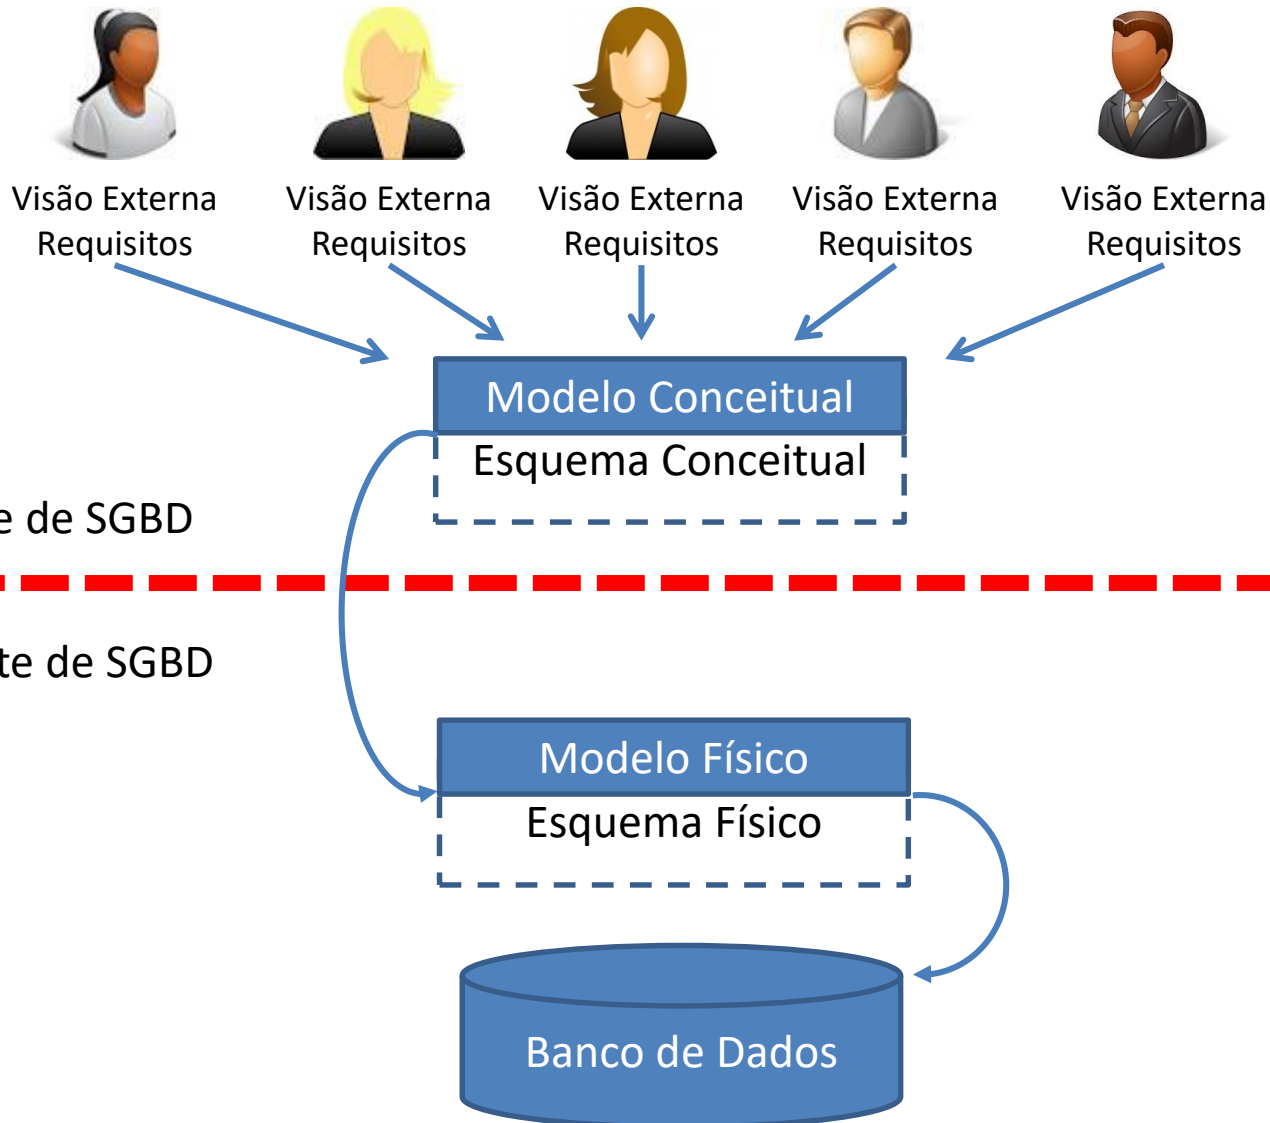 Visão Externa
Requisitos
Visão Externa
Requisitos
Visão Externa
Requisitos
Visão Externa
Requisitos
Visão Externa
Requisitos
Modelo Conceitual
Esquema Conceitual
de SGBD
de SGBD
Modelo Físico
Esquema Físico
Banco de Dados